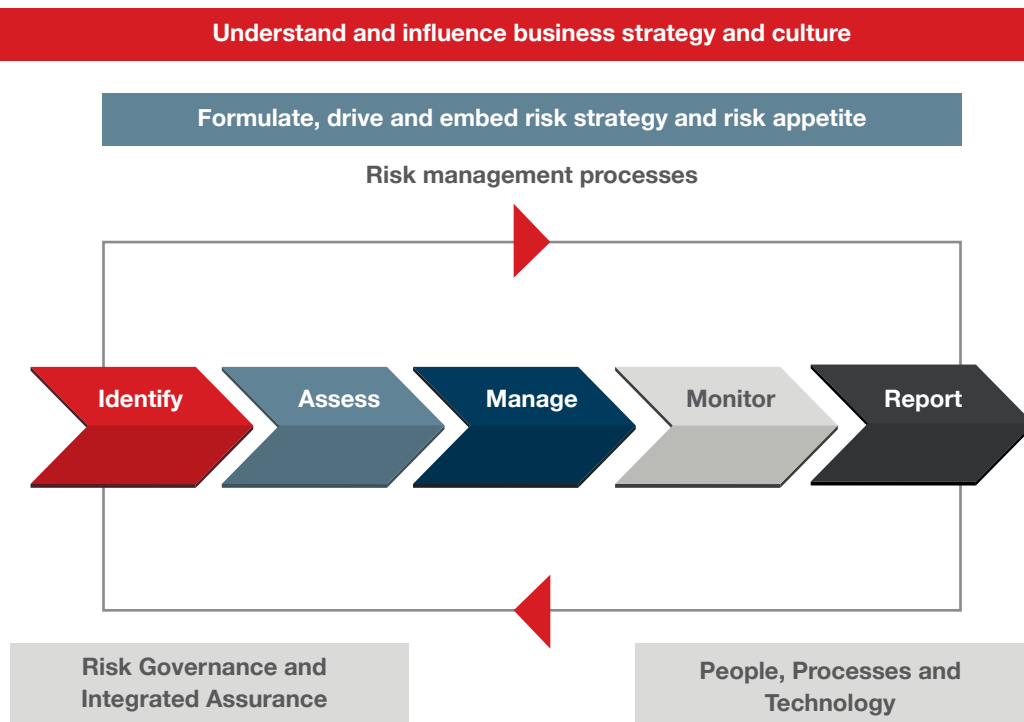 Understand and influence business strategy and culture
Formulate, drive and embed risk strategy and risk appetite
Risk management processes
Identify
Assess
Manage
Monitor
Report
Risk Governance and
Integrated Assurance
People, Processes and
Technology